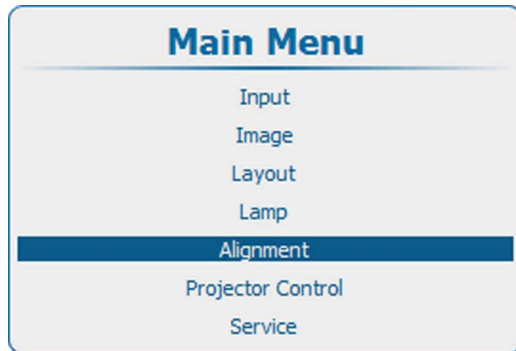 Main Menu
Input
Image
Layout
Lamp
Alignment
Projector Control
Service